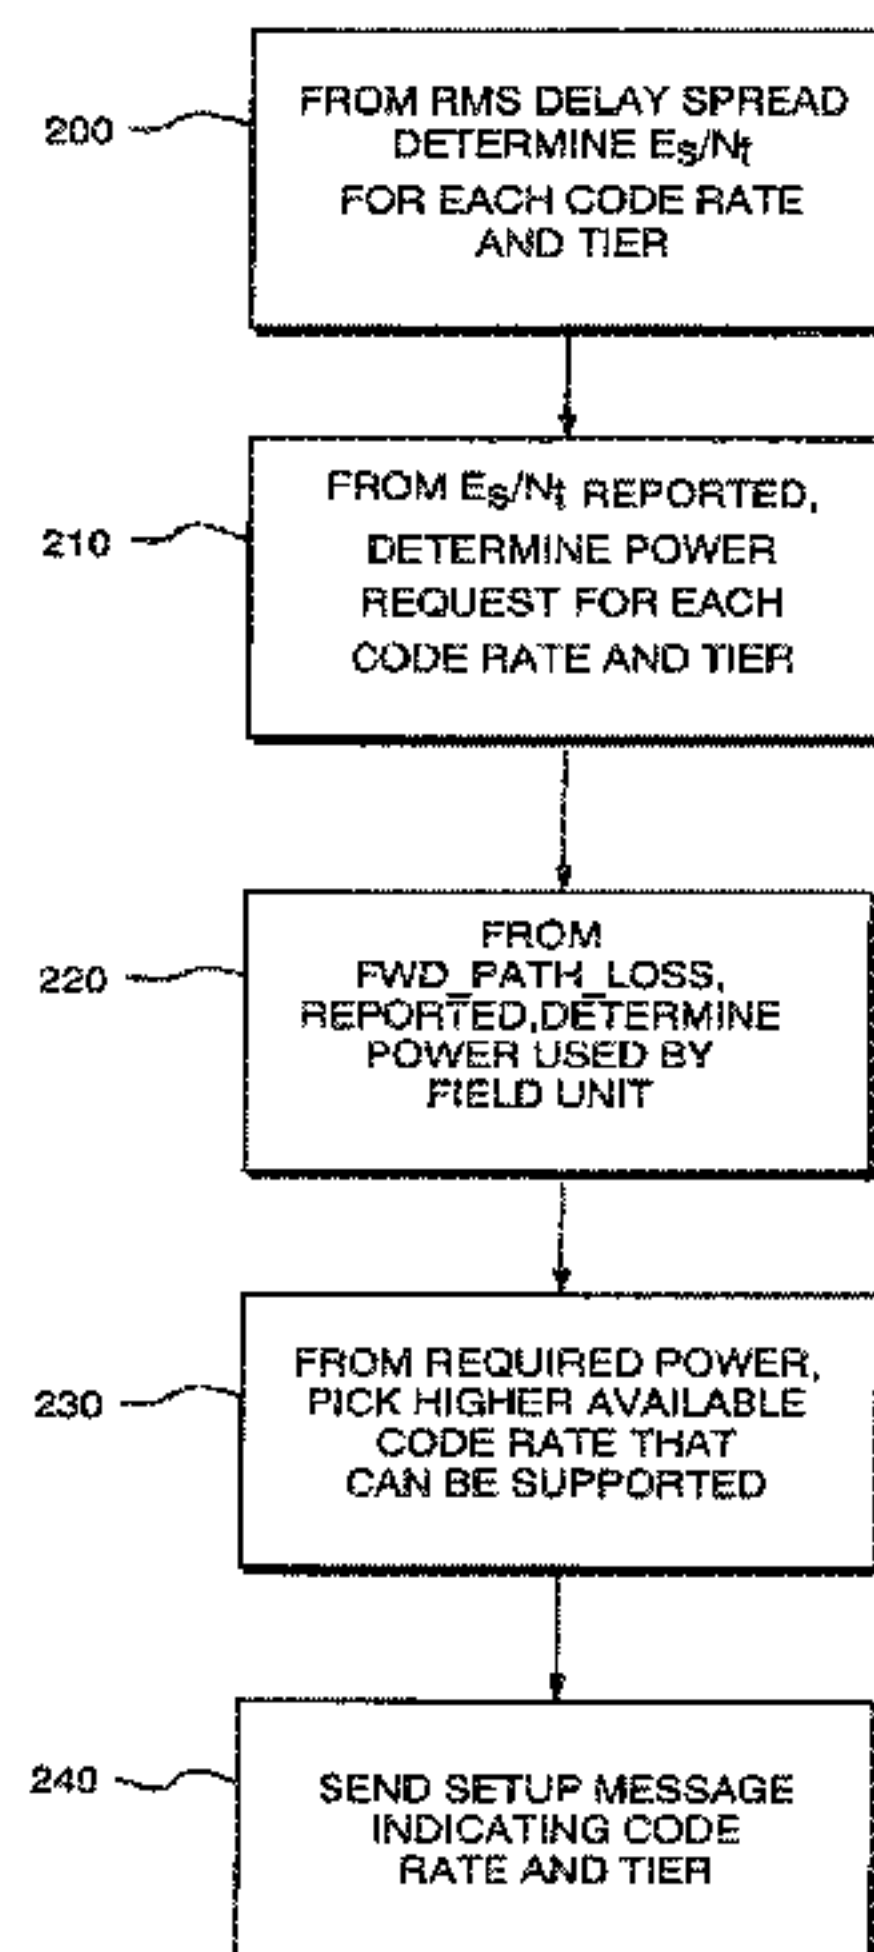 200
FROM RMS DELAY SPREAD
DETERMINE Es/Nt
FOR EACH CODE RATE
AND TIER
210
FROM Es/Nt REPORTED,
DETERMINE POWER
REQUEST FOR EACH
CODE RATE AND TIER
220
FROM
FWD_PATH_LOSS,
REPORTED,DETERMINE
POWER USED BY
FIELD UNIT
230
FROM REQUIRED POWER,
PICK HIGHER AVAILABLE
CODE RATE THAT
CAN BE SUPPORTED
240
SEND SETUP MESSAGE
INDICATING CODE
RATE AND TIER